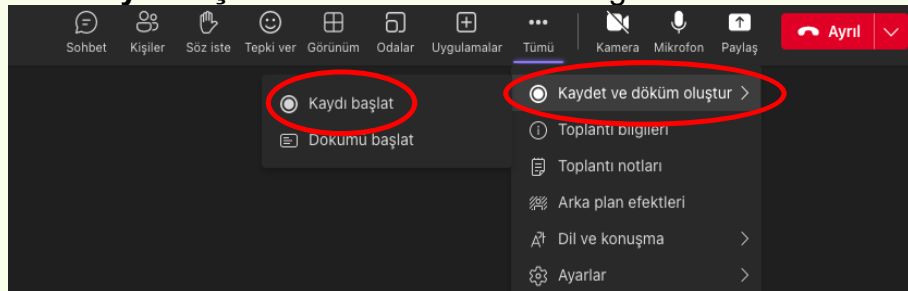 Sohbet Kişiler Söz iste Tepki ver Görünüm Odalar Uygulamalar Tümü Kamera Mikrofon Paylaş Ayrıl
Kaydı başlat
Dökümü başlat
Kaydet ve döküm oluştur
Toplantı bilgileri
Toplantı notları
Arka plan efektleri
Dil ve konuşma
Ayarlar